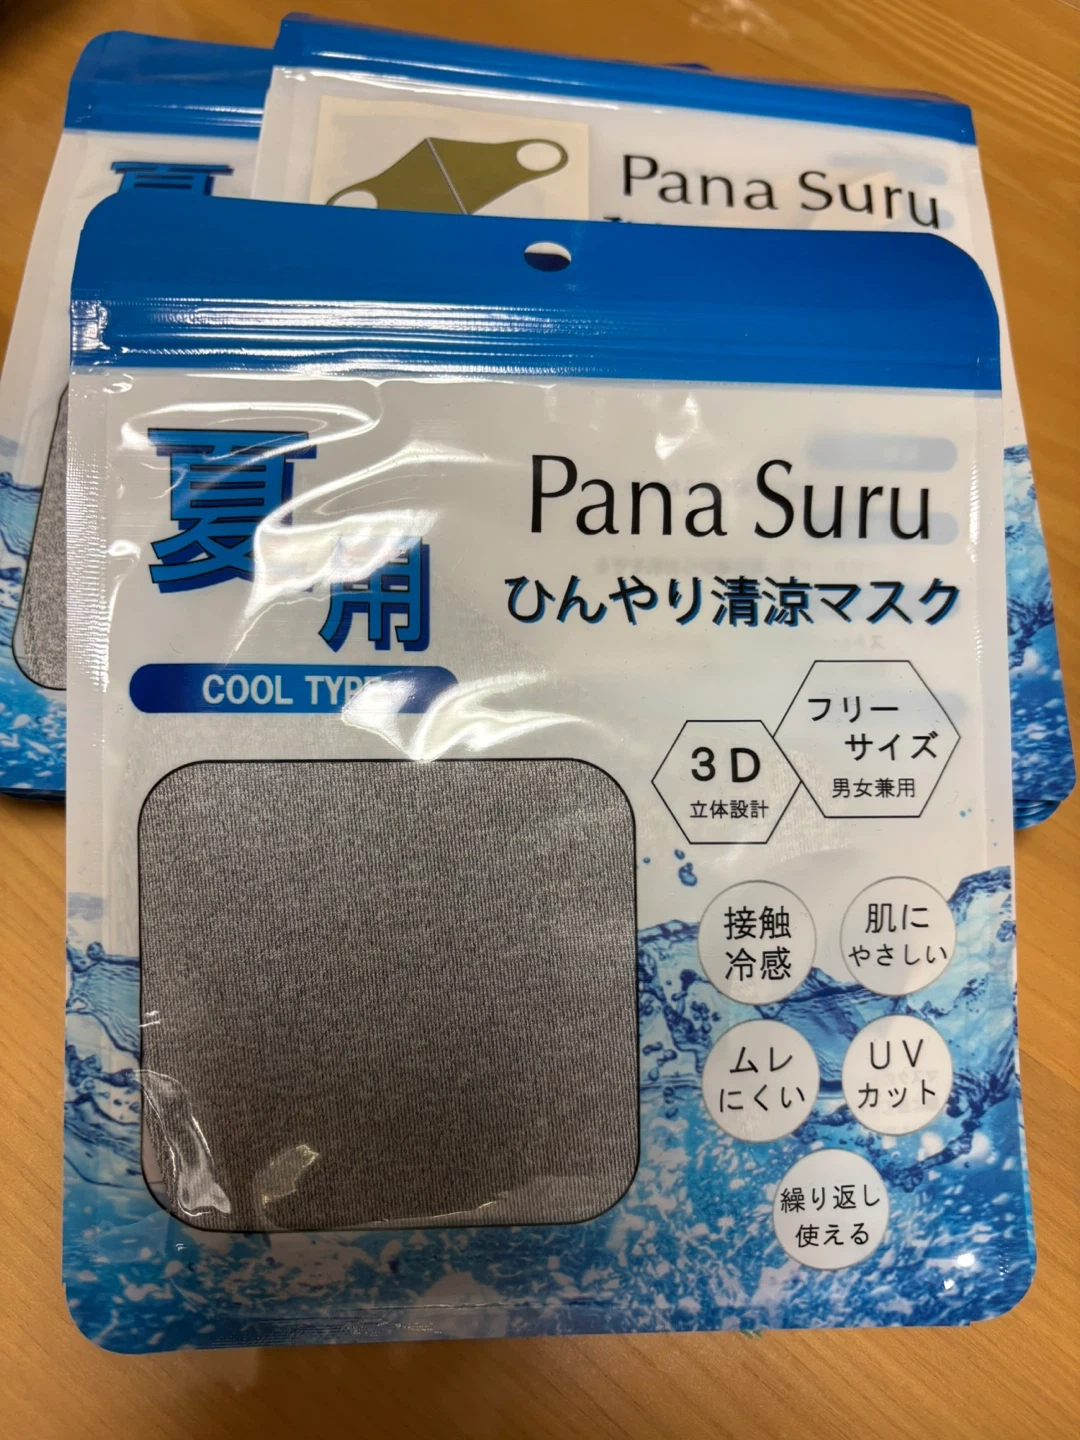 夏
Pana Suru
夏用
Pana Suru
ひんやり清涼マスク
COOL TYPE
3D
立体設計
フリー
サイズ
男女兼用
接触
冷感
肌に
やさしい
ムレ
にくい
UV
カット
繰り返し
使える